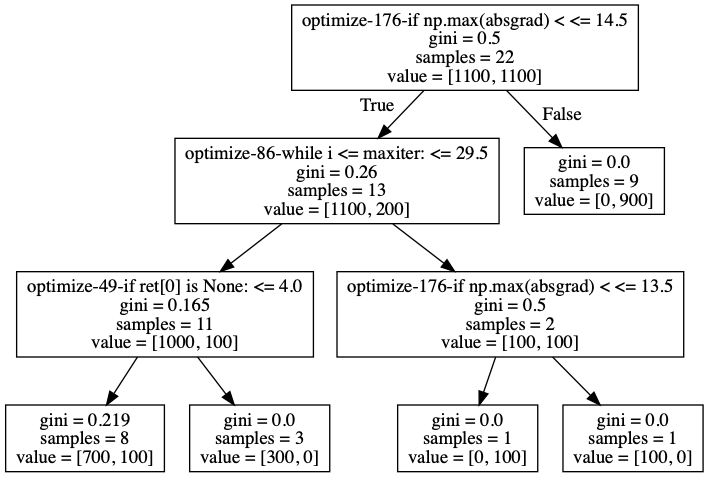 optimize-176-if np.max(absgrad) < <= 14.5
gini = 0.5
samples = 22
value = [1100, 1100]
True
False
optimize-86-while i <= maxiter: <= 29.5
gini = 0.26
samples = 13
value = [1100, 200]
gini = 0.0
samples = 9
value = [0, 900]
optimize-49-if ret[0] is None: <= 4.0
gini = 0.165
samples = 11
value = [1000, 100]
optimize-176-if np.max(absgrad) < <= 13.5
gini = 0.5
samples = 2
value = [100, 100]
gini = 0.219
samples = 8
value = [700, 100]
gini = 0.0
samples = 3
value = [300, 0]
gini = 0.0
samples = 1
value = [0, 100]
gini = 0.0
samples = 1
value = [100, 0]